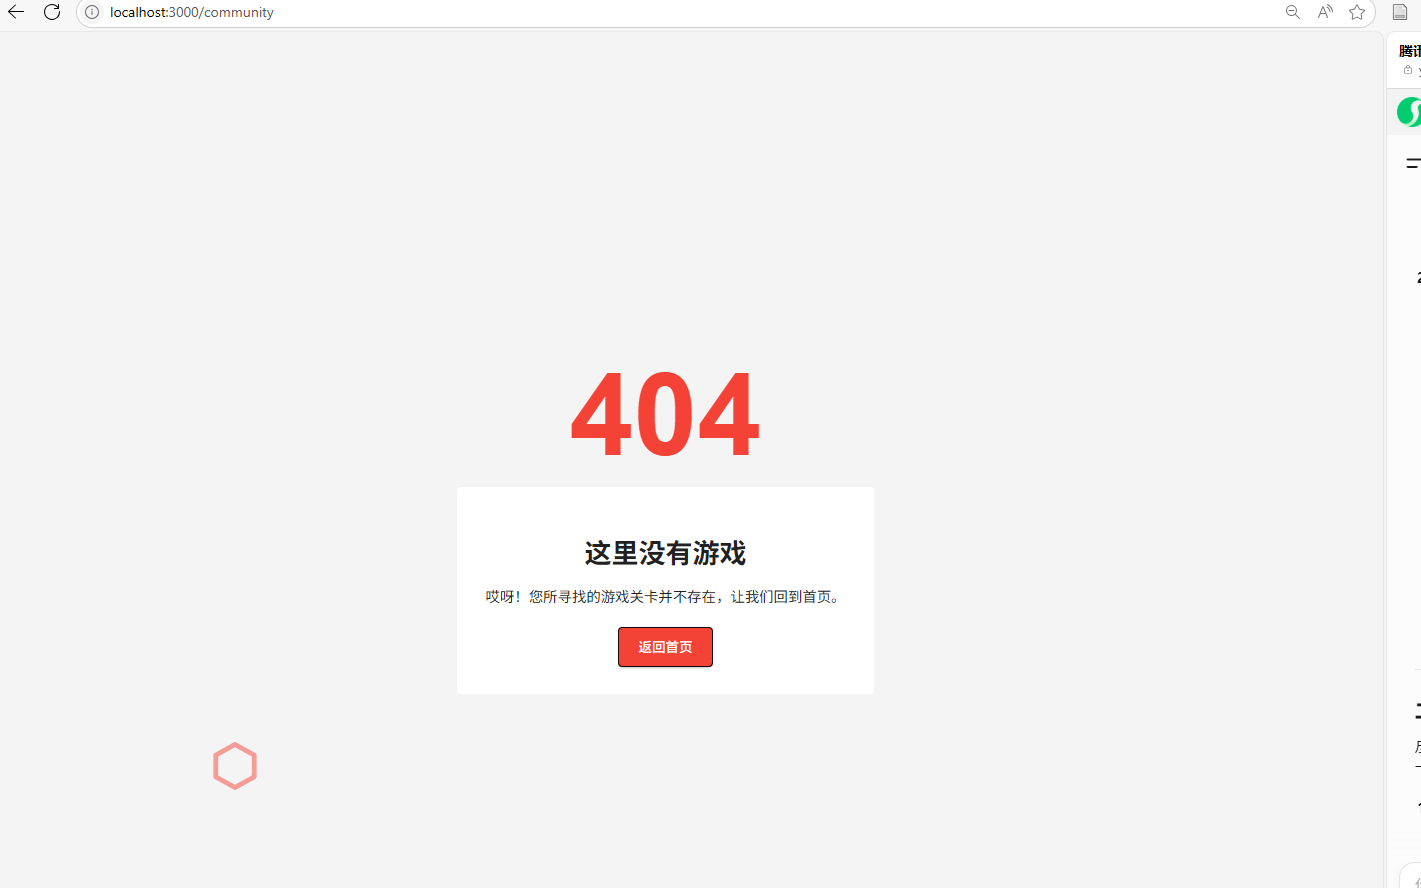 localhost:3000/community
腾讯
404
这里没有游戏
哎呀！您所寻找的游戏关卡并不存在，让我们回到首页。
返回首页